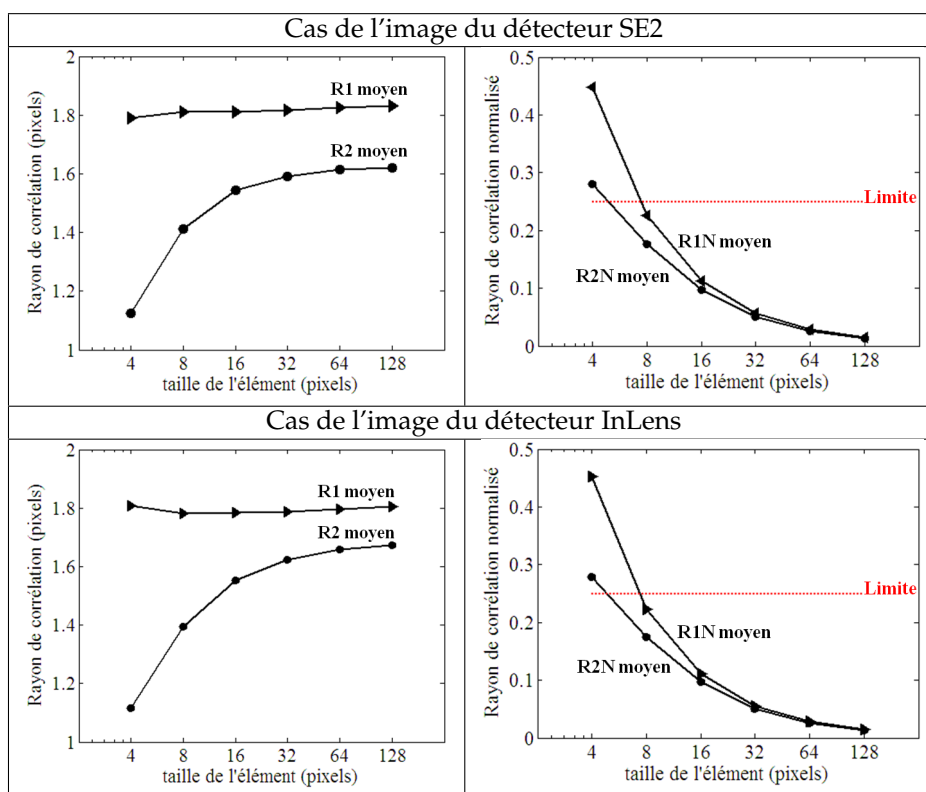 Cas de l'image du détecteur SE2
Rayon de corrélation (pixels)
2
1.8
1.6
1.4
1.2
1
R1 moyen
R2 moyen
4 8 16 32 64 128
taille de l'élément (pixels)
Rayon de corrélation normalisé
0.5
0.4
0.3
0.2
0.1
0
Limite
R1N moyen
R2N moyen
4 8 16 32 64 128
taille de l'élément (pixels)
Cas de l'image du détecteur InLens
Rayon de corrélation (pixels)
2
1.8
1.6
1.4
1.2
1
R1 moyen
R2 moyen
4 8 16 32 64 128
taille de l'élément (pixels)
Rayon de corrélation normalisé
0.5
0.4
0.3
0.2
0.1
0
Limite
R1N moyen
R2N moyen
4 8 16 32 64 128
taille de l'élément (pixels)